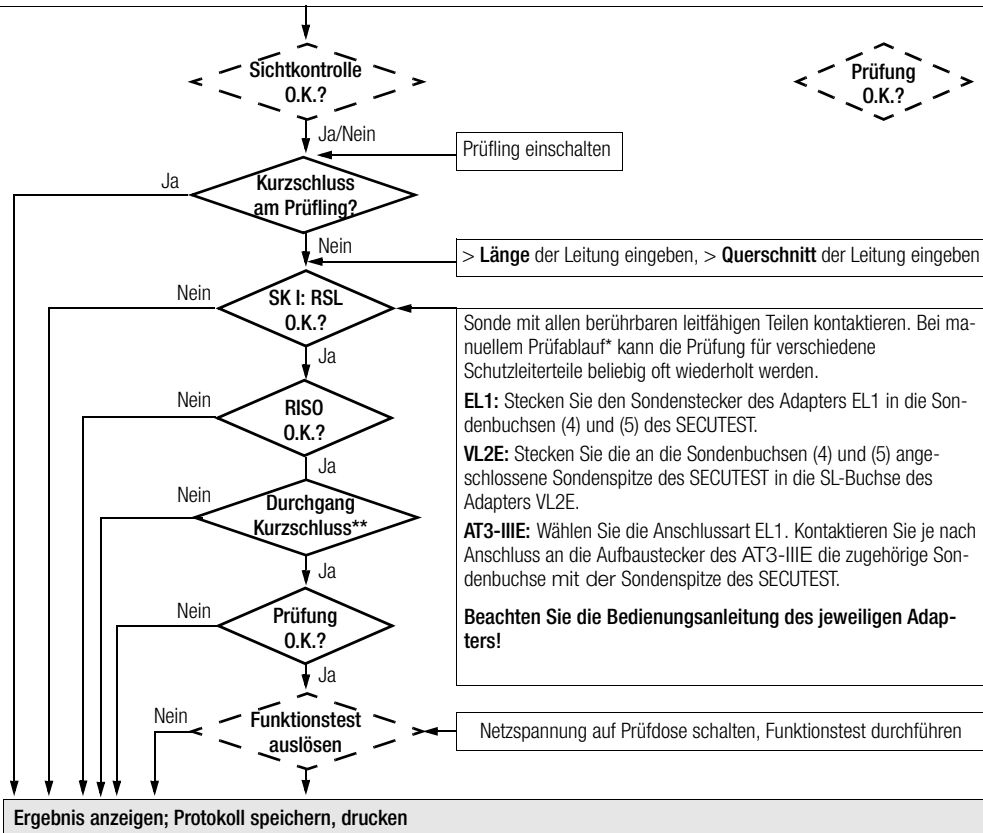 Sichtkontrolle
O.K.?
Prüfung
O.K.?
Ja/Nein
Prüfling einschalten
Ja
Kurzschluss
am Prüfling?
Nein
> Länge der Leitung eingeben, > Querschnitt der Leitung eingeben
Nein
SK I: RSL
O.K.?
Ja
Sonde mit allen berührbaren leitfähigen Teilen kontaktieren. Bei ma-
nuellem Prüfablauf* kann die Prüfung für verschiedene
Schutzleiterteile beliebig oft wiederholt werden.
EL1: Stecken Sie den Sondenstecker des Adapters EL1 in die Son-
denbuchsen (4) und (5) des SECUTEST.
VL2E: Stecken Sie die an die Sondenbuchsen (4) und (5) ange-
schlossene Sondenspitze des SECUTEST in die SL-Buchse des
Adapters VL2E.
AT3-IIIE: Wählen Sie die Anschlussart EL1. Kontaktieren Sie je nach
Anschluss an die Aufbaustecker des AT3-IIIE die zugehörige Son-
denbuchse mit der Sondenspitze des SECUTEST.
Beachten Sie die Bedienungsanleitung des jeweiligen Adap-
ters!
Nein
RISO
O.K.?
Ja
Nein
Durchgang
Kurzschluss**
Ja
Nein
Prüfung
O.K.?
Ja
Nein
Funktionstest
auslösen
Netzspannung auf Prüfdose schalten, Funktionstest durchführen
Ergebnis anzeigen; Protokoll speichern, drucken